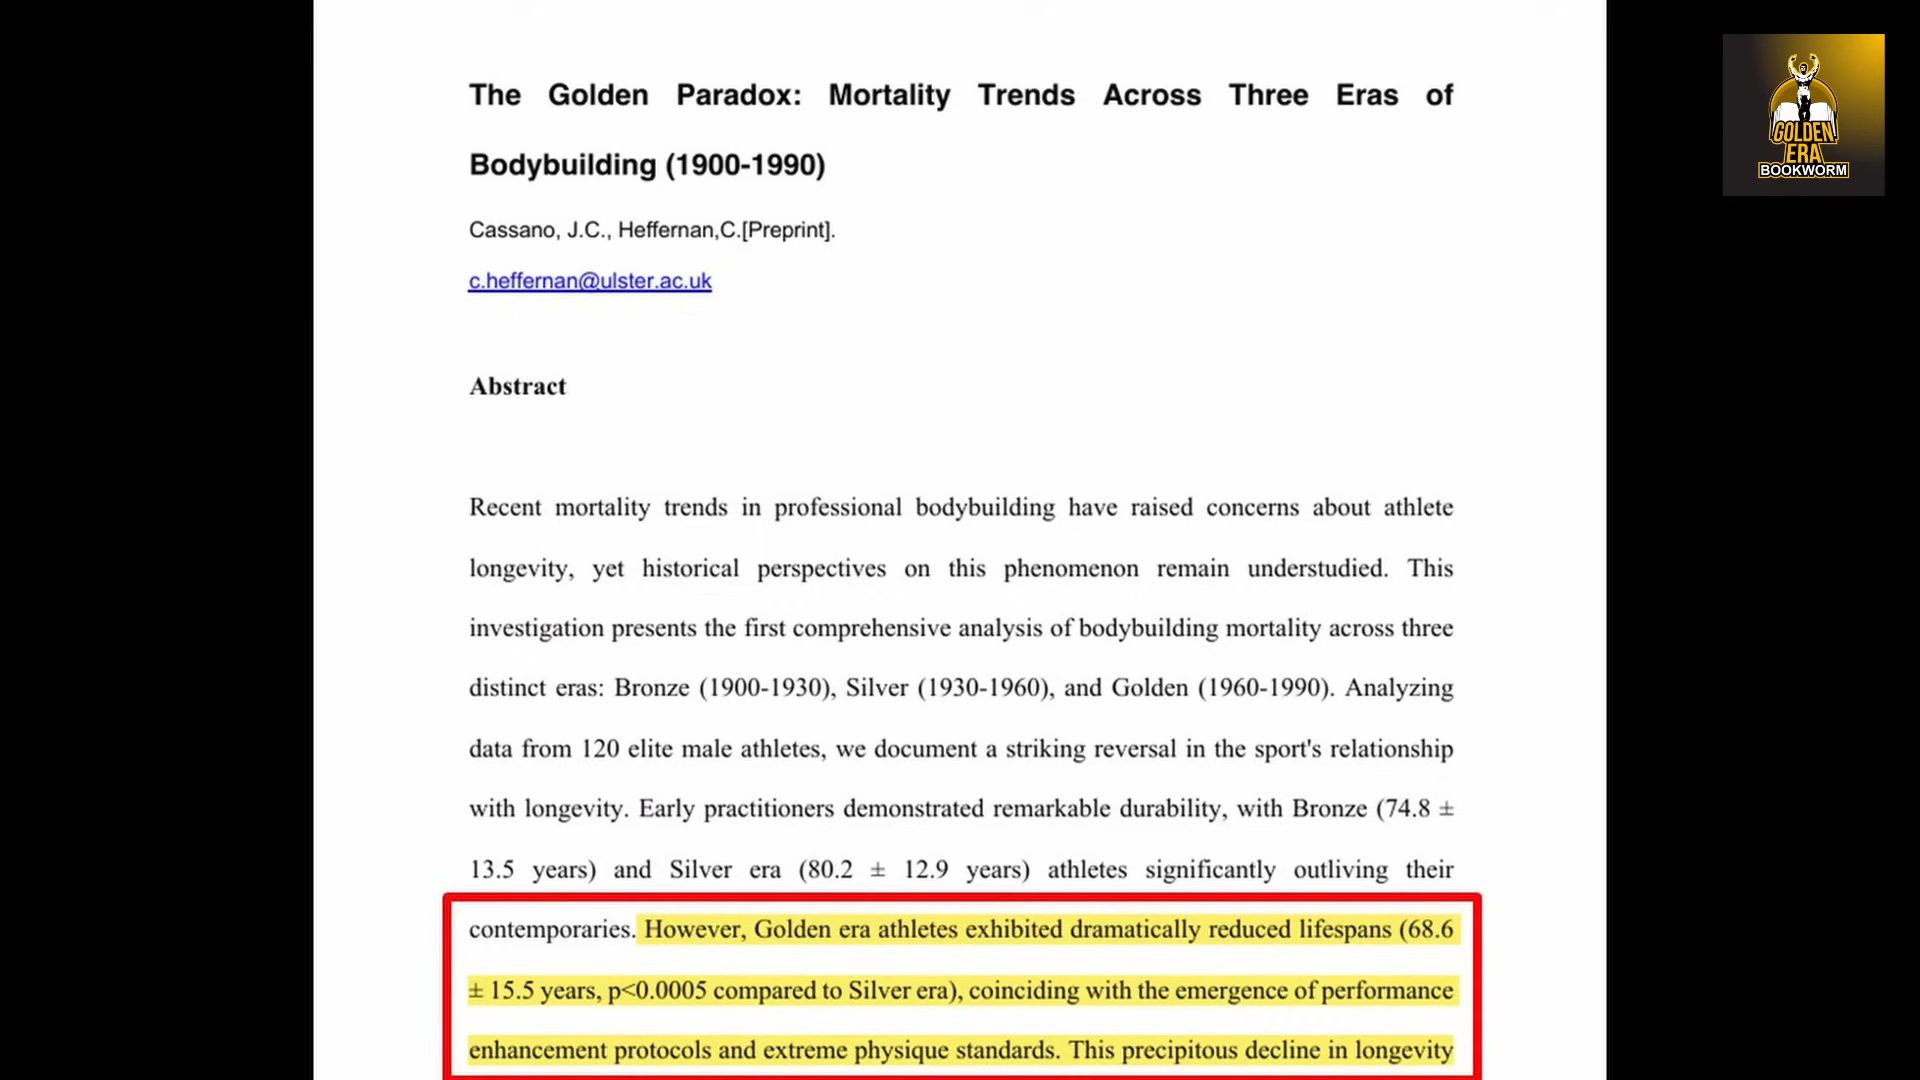 The Golden Paradox: Mortality Trends Across Three Eras of
Bodybuilding (1900-1990)
Cassano, J.C., Heffernan,C.[Preprint].
c.heffernan@ulster.ac.uk
Abstract
Recent mortality trends in professional bodybuilding have raised concerns about athlete
longevity, yet historical perspectives on this phenomenon remain understudied. This
investigation presents the first comprehensive analysis of bodybuilding mortality across three
distinct eras: Bronze (1900-1930), Silver (1930-1960), and Golden (1960-1990). Analyzing
data from 120 elite male athletes, we document a striking reversal in the sport's relationship
with longevity. Early practitioners demonstrated remarkable durability, with Bronze (74.8 ±
13.5 years) and Silver era (80.2 ± 12.9 years) athletes significantly outliving their
contemporaries. However, Golden era athletes exhibited dramatically reduced lifespans (68.6
± 15.5 years, p<0.0005 compared to Silver era), coinciding with the emergence of performance
enhancement protocols and extreme physique standards. This precipitous decline in longevity
GOLDEN
ERA
BOOKWORM